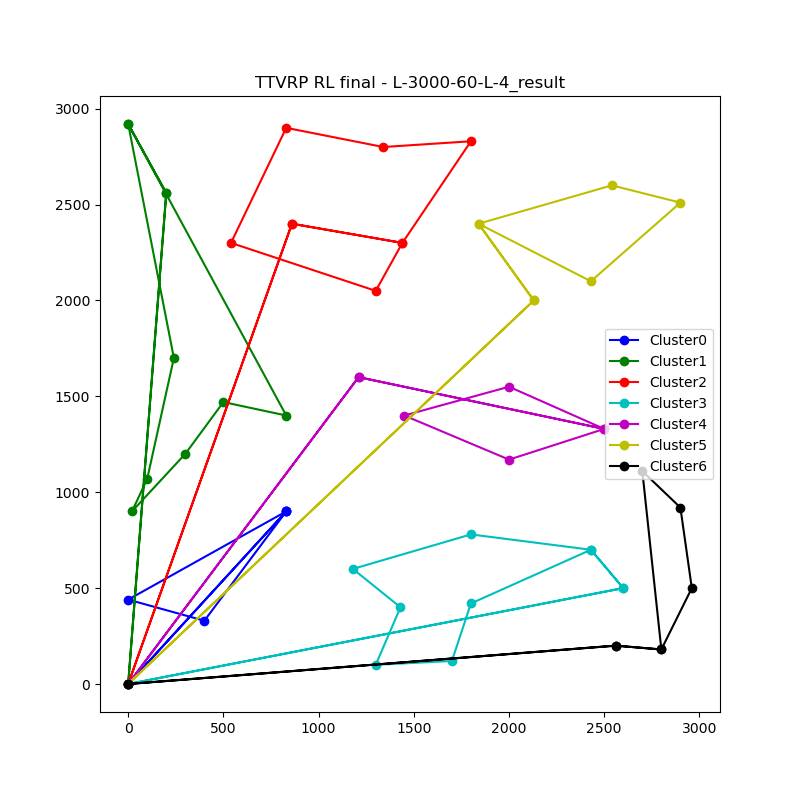 TTVRP RL final - L-3000-60-L-4_result
3000
2500
2000
1500
1000
500
0
Cluster0
Cluster1
Cluster2
Cluster3
Cluster4
Cluster5
Cluster6
0 500 1000 1500 2000 2500 3000